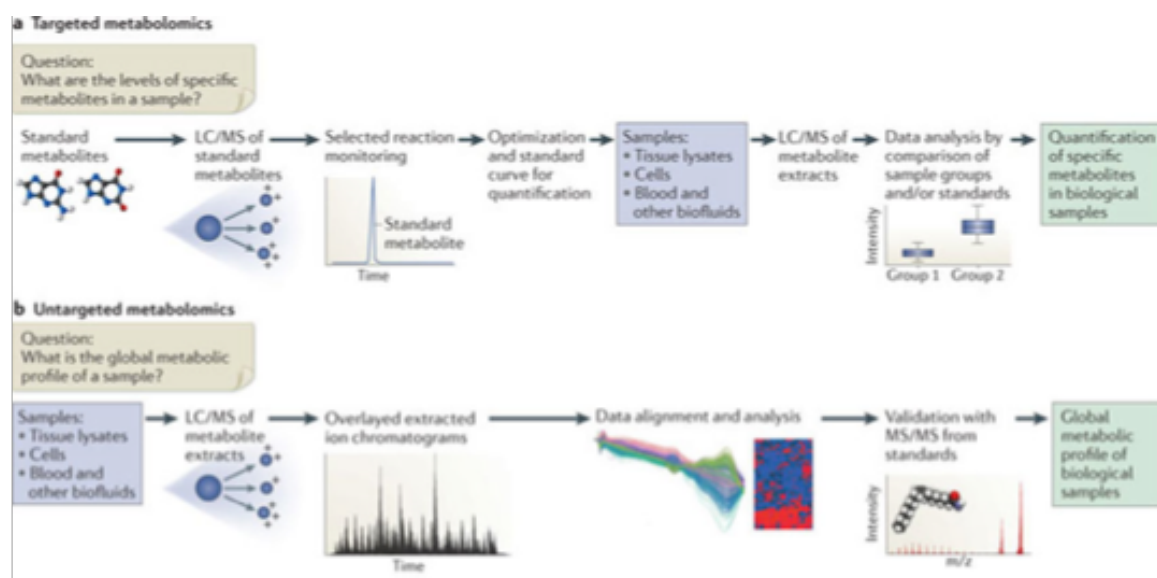 a Targeted metabolomics
Question:
What are the levels of specific
metabolites in a sample?
Standard
metabolites
LC/MS of
standard
metabolites
+
+
+
Selected reaction
monitoring
Standard
metabolite
Time
Optimization
and standard
curve for
quantification
Samples:
• Tissue lysates
• Cells
• Blood and
other biofluids
LC/MS of
metabolite
extracts
Data analysis by
comparison of
sample groups
and/or standards
Intensity
Group 1 Group 2
Quantification
of specific
metabolites
in biological
samples
b Untargeted metabolomics
Question:
What is the global metabolic
profile of a sample?
Samples:
• Tissue lysates
• Cells
• Blood and
other biofluids
LC/MS of
metabolite
extracts
+
+
+
Overlayed extracted
ion chromatograms
Time
Data alignment and analysis
Validation with
MS/MS from
standards
Intensity
m/z
Global
metabolic
profile of
biological
samples